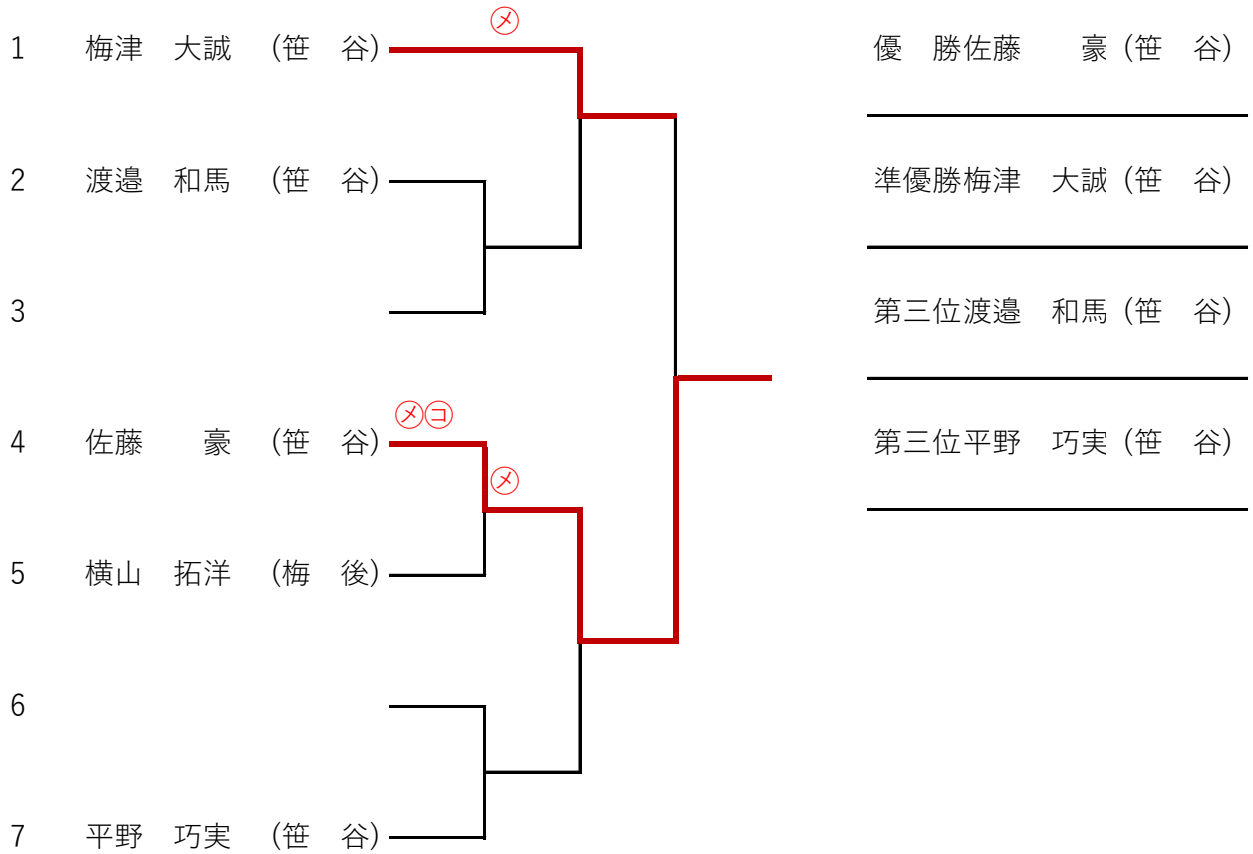 ㋱
1 梅津 大誠 (笹 谷) 優 勝佐藤 豪(笹 谷)
2 渡邉 和馬 (笹 谷) 準優勝梅津 大誠(笹 谷)
3 第三位渡邉 和馬(笹 谷)
㋱㋙
4 佐藤 豪 (笹 谷) 第三位平野 巧実(笹 谷)
㋱
5 横山 拓洋 (梅 後)
6
7 平野 巧実 (笹 谷)